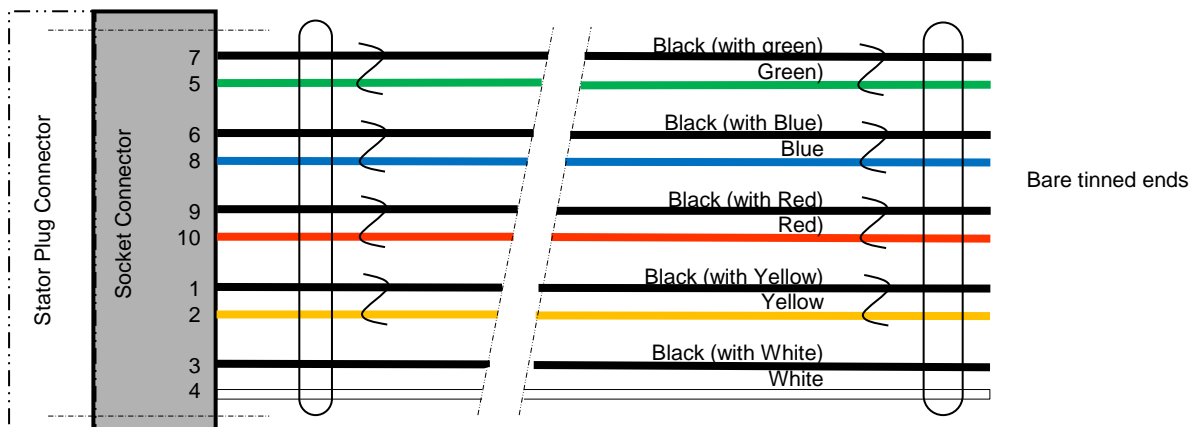 Stator Plug Connector
Socket Connector
7
Black (with green)
5
Green)
6
Black (with Blue)
8
Blue
9
Black (with Red)
10
Red)
1
Black (with Yellow)
2
Yellow
3
Black (with White)
4
White
Bare tinned ends